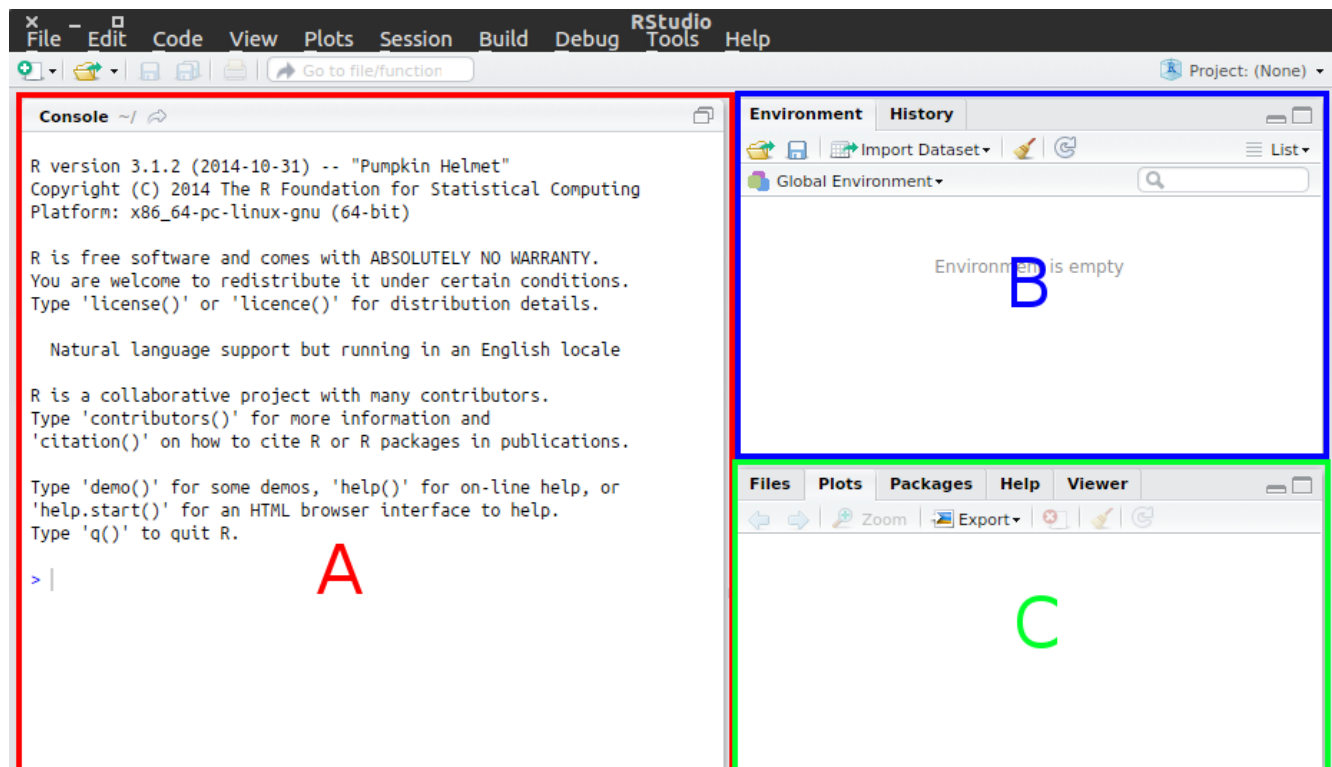 RStudio
File Edit Code View Plots Session Build Debug Tools Help
Go to file/function
Project: (None)
Console ~/
R version 3.1.2 (2014-10-31) -- "Pumpkin Helmet"
Copyright (C) 2014 The R Foundation for Statistical Computing
Platform: x86_64-pc-linux-gnu (64-bit)
R is free software and comes with ABSOLUTELY NO WARRANTY.
You are welcome to redistribute it under certain conditions.
Type 'license()' or 'licence()' for distribution details.
Natural language support but running in an English locale
R is a collaborative project with many contributors.
Type 'contributors()' for more information and
'citation()' on how to cite R or R packages in publications.
Type 'demo()' for some demos, 'help()' for on-line help, or
'help.start()' for an HTML browser interface to help.
Type 'q()' to quit R.
>
A
Environment History
Import Dataset List
Global Environment
Environment is empty
B
Files Plots Packages Help Viewer
Zoom Export
C